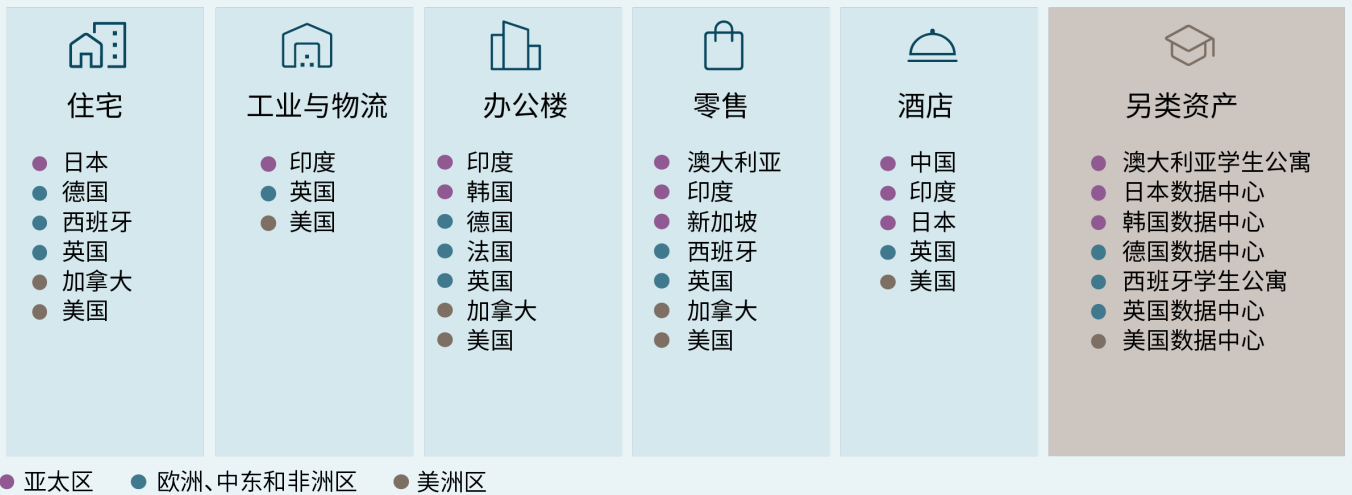 住宅
日本
德国
西班牙
英国
加拿大
美国
工业与物流
印度
英国
美国
办公楼
印度
韩国
德国
法国
英国
加拿大
美国
零售
澳大利亚
印度
新加坡
西班牙
英国
加拿大
美国
酒店
中国
印度
日本
英国
美国
另类资产
澳大利亚学生公寓
日本数据中心
韩国数据中心
德国数据中心
西班牙学生公寓
英国数据中心
美国数据中心
亚太区
欧洲、中东和非洲区
美洲区